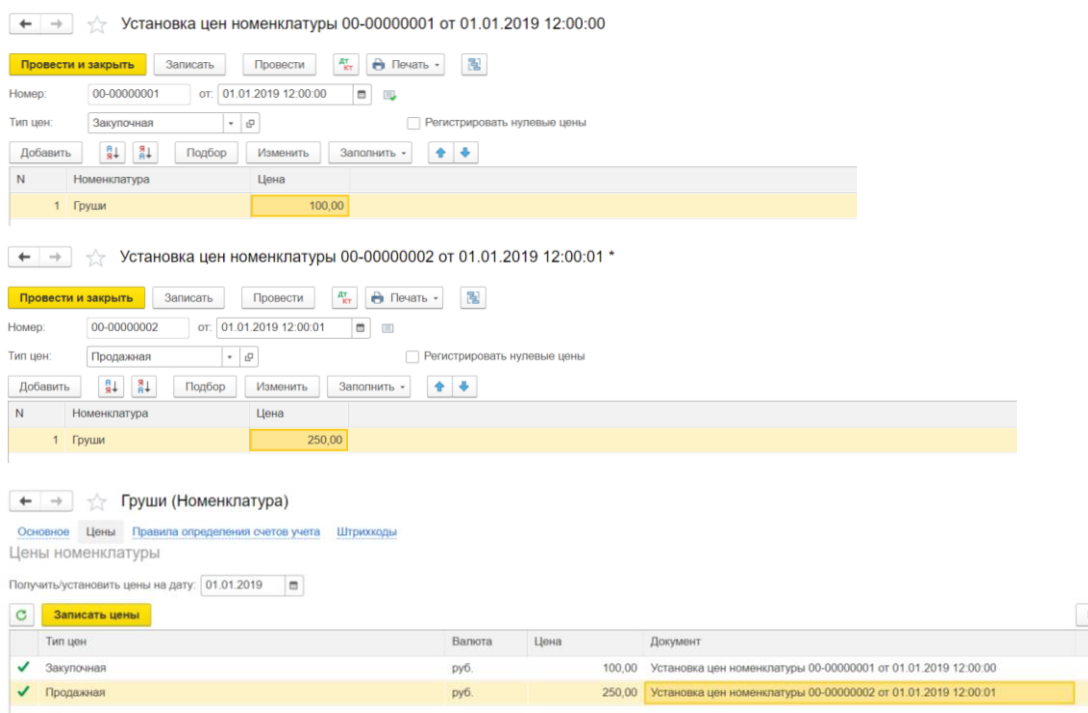 Установка цен номенклатуры 00-00000001 от 01.01.2019 12:00:00
Провести и закрыть Записать Провести Дт Кт Печать
Номер: 00-00000001 от: 01.01.2019 12:00:00
Тип цен: Закупочная Регистрировать нулевые цены
Добавить Подбор Изменить Заполнить
N Номенклатура Цена
1 Груши 100,00
Установка цен номенклатуры 00-00000002 от 01.01.2019 12:00:01 *
Провести и закрыть Записать Провести Дт Кт Печать
Номер: 00-00000002 от: 01.01.2019 12:00:01
Тип цен: Продажная Регистрировать нулевые цены
Добавить Подбор Изменить Заполнить
N Номенклатура Цена
1 Груши 250,00
Груши (Номенклатура)
Основное Цены Правила определения счетов учета Штрихкоды
Цены номенклатуры
Получить/установить цены на дату: 01.01.2019
Записать цены
Тип цен Валюта Цена Документ
Закупочная руб. 100,00 Установка цен номенклатуры 00-00000001 от 01.01.2019 12:00:00
Продажная руб. 250,00 Установка цен номенклатуры 00-00000002 от 01.01.2019 12:00:01